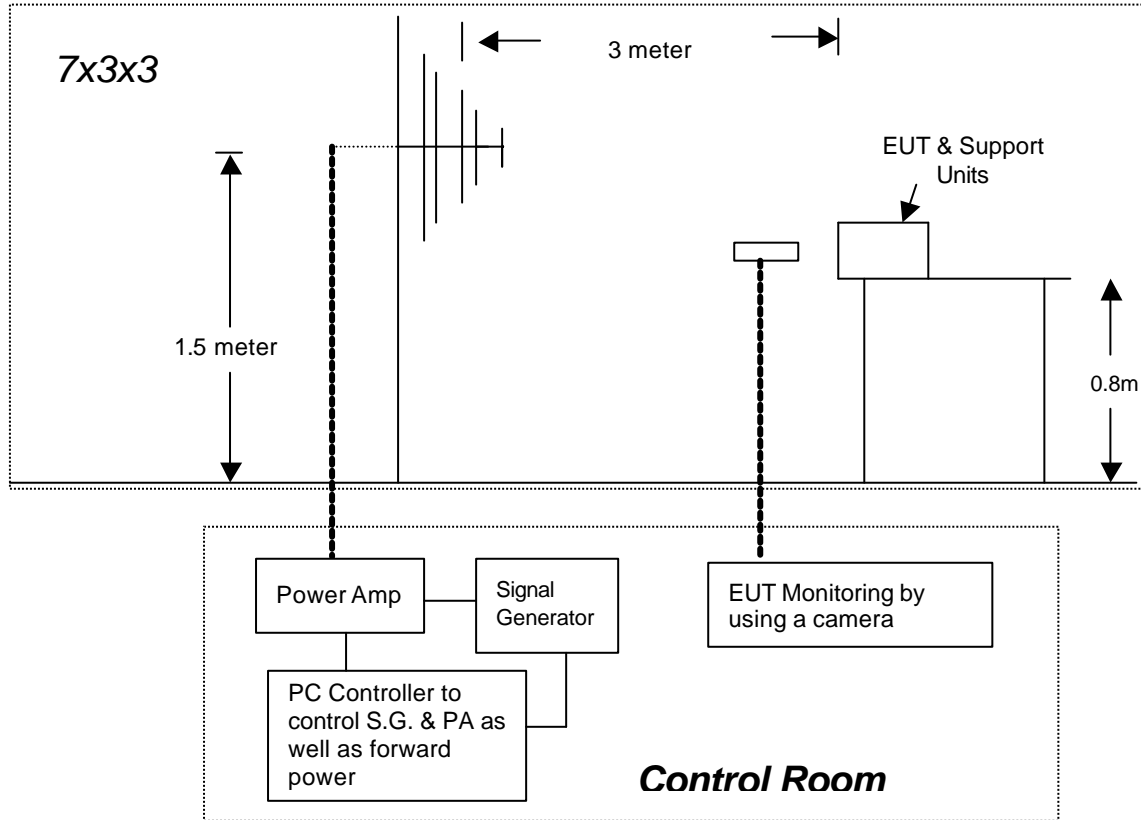 7x3x3
3 meter
EUT & Support
Units
1.5 meter
0.8m
Power Amp
Signal
Generator
EUT Monitoring by
using a camera
PC Controller to
control S.G. & PA as
well as forward
power
Control Room